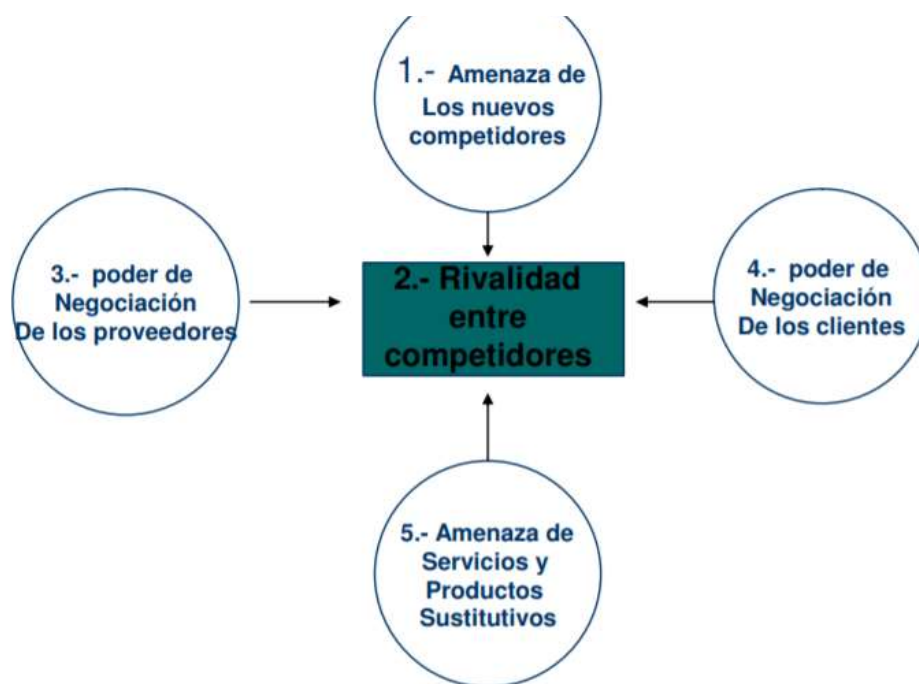 1.- Amenaza de
Los nuevos
competidores
3.- poder de
Negociación
De los proveedores
2.- Rivalidad
entre
competidores
4.- poder de
Negociación
De los clientes
5.- Amenaza de
Servicios y
Productos
Sustitutivos